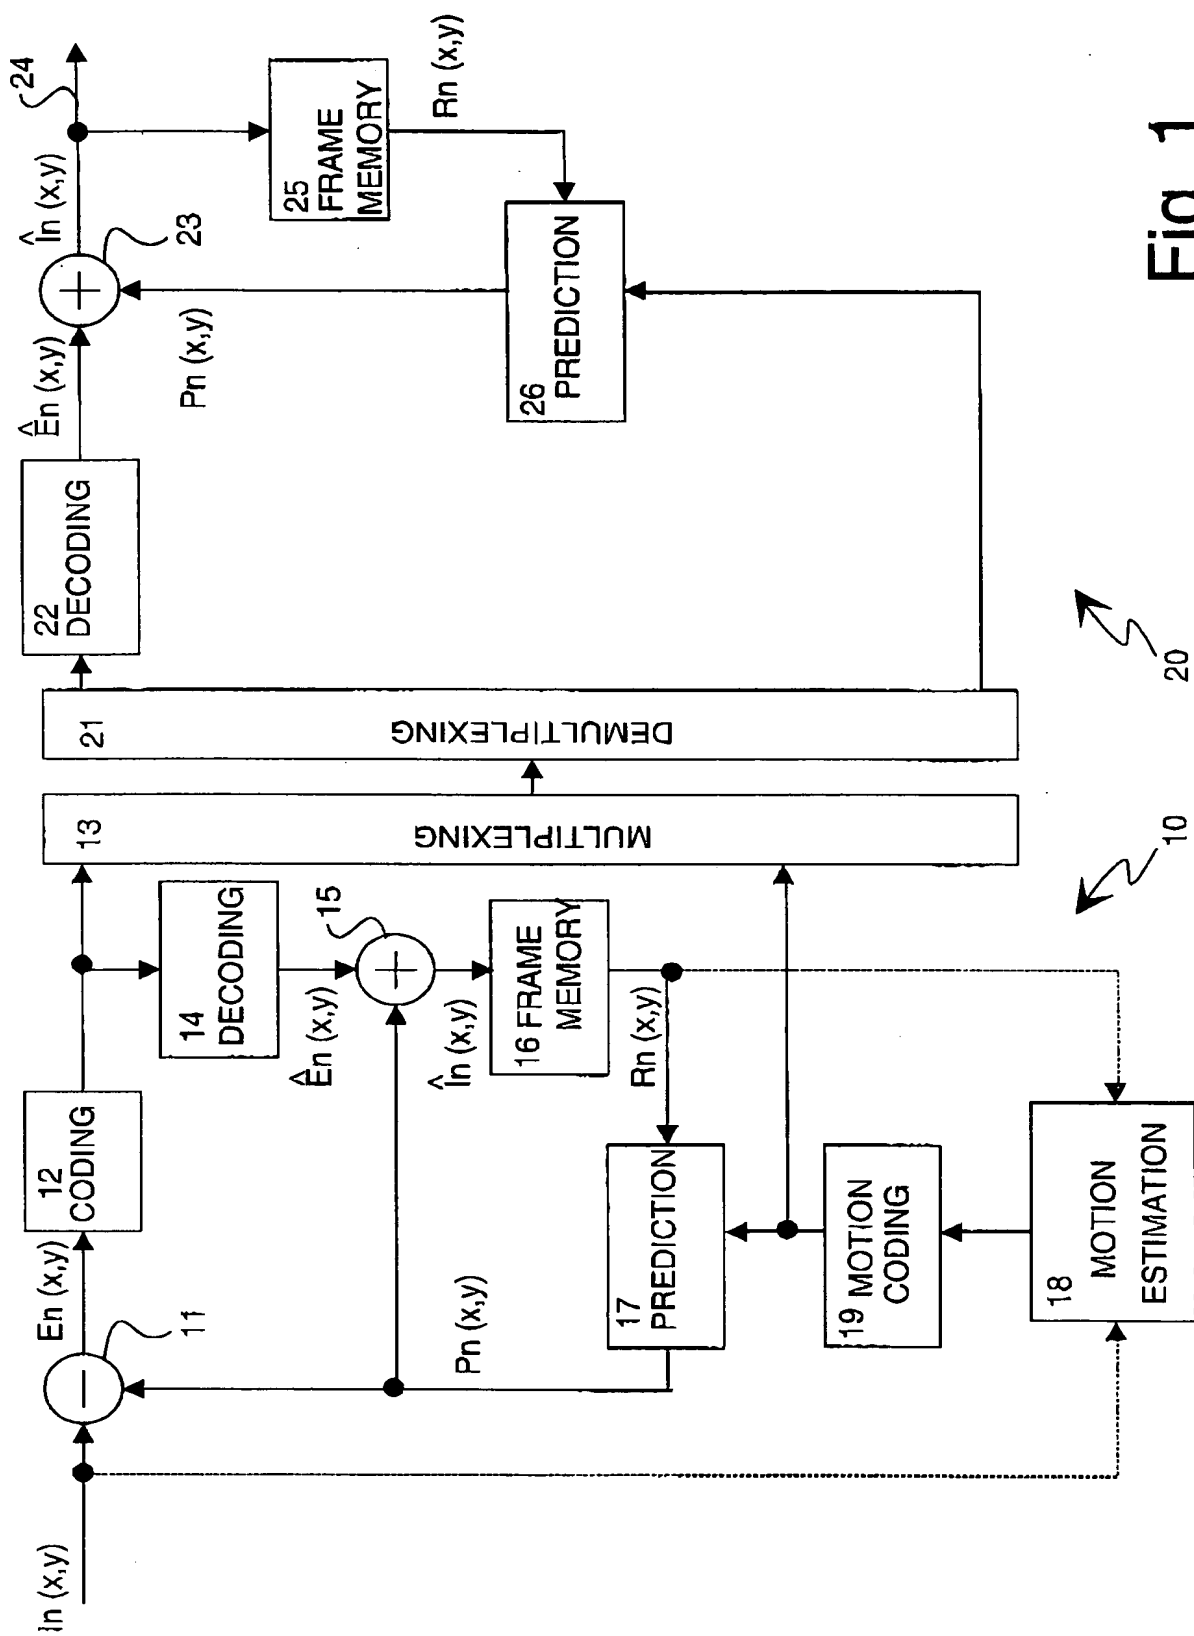 În (x,y)
24
Ên (x,y)
23
22
DECODING
Pn (x,y)
25
FRAME
MEMORY
Rn (x,y)
26
PREDICTION
21
DEMULTIPLEXING
13
MULTIPLEXING
20
10
In (x,y)
En (x,y)
11
12
CODING
14
DECODING
Ên (x,y)
15
În (x,y)
16 FRAME
MEMORY
Rn (x,y)
Pn (x,y)
17
PREDICTION
19 MOTION
CODING
18
MOTION
ESTIMATION
Fig. 1